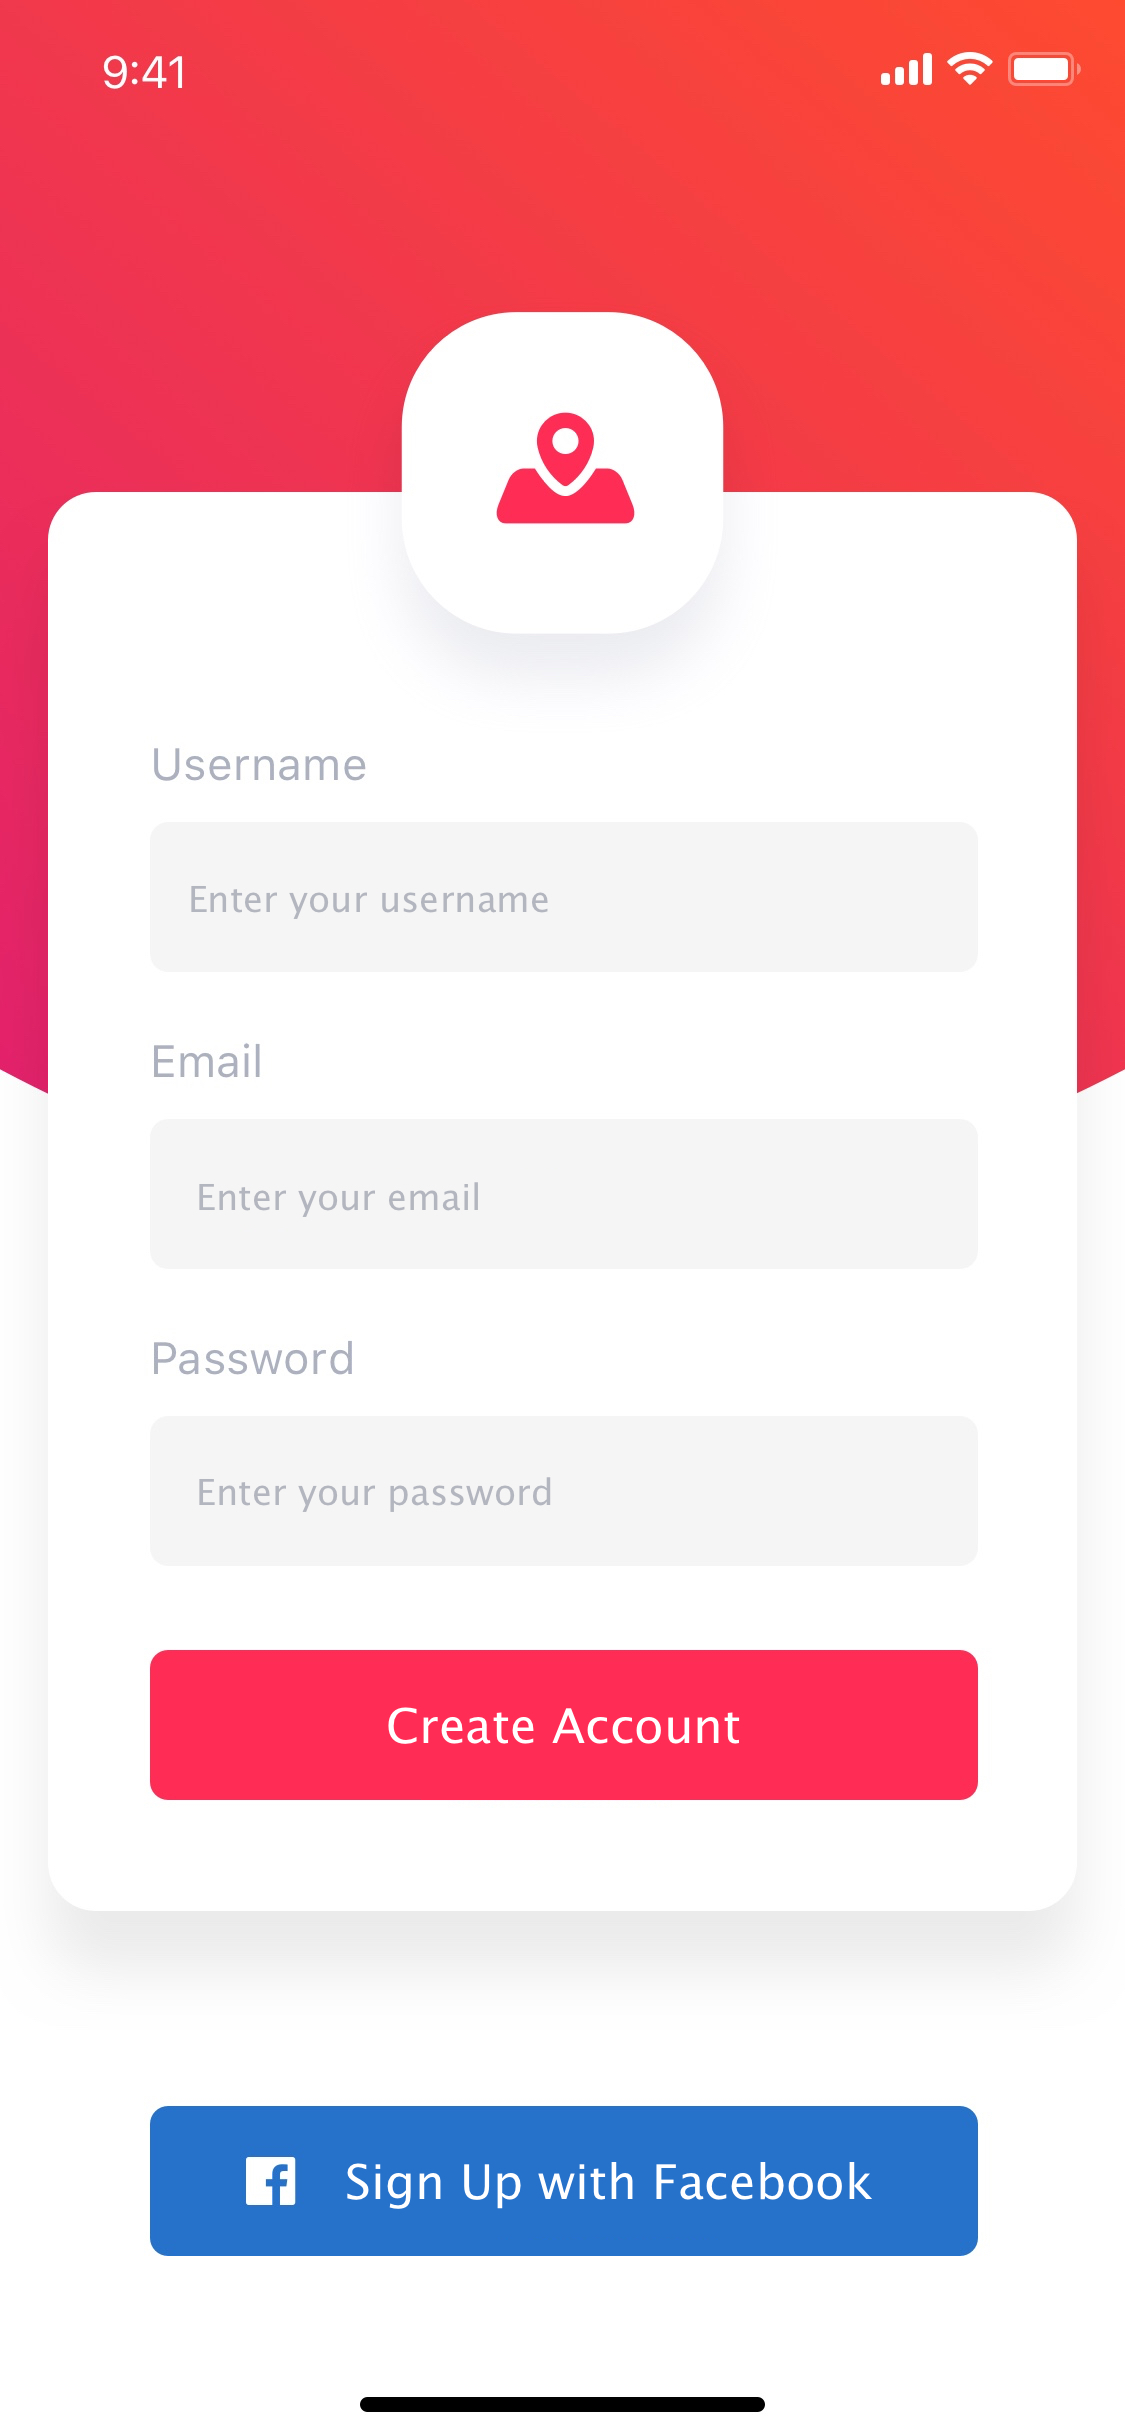 9:41
Username
Enter your username
Email
Enter your email
Password
Enter your password
Create Account
Sign Up with Facebook